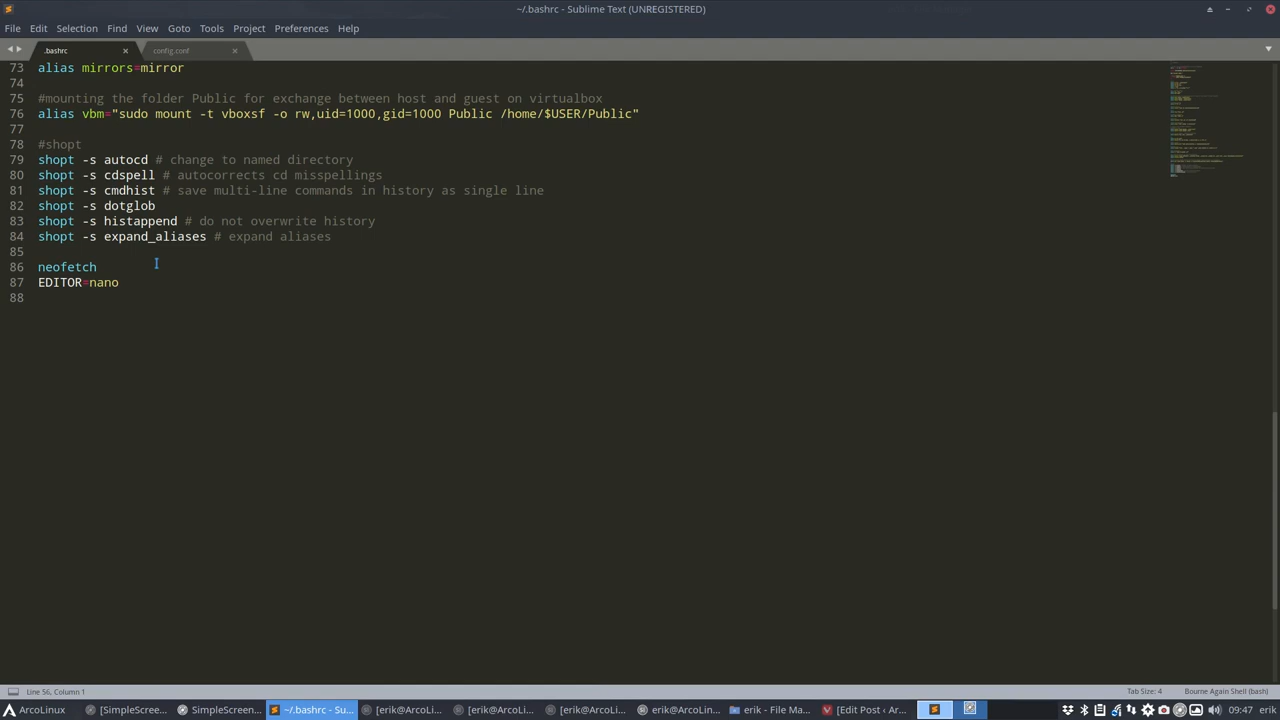 ~/.bashrc - Sublime Text (UNREGISTERED)
File Edit Selection Find View Goto Tools Project Preferences Help
.bashrc × config.conf ×
73 alias mirrors=mirror
74
75 #mounting the folder Public for exchange between host and guest on virtualbox
76 alias vbm="sudo mount -t vboxsf -o rw,uid=1000,gid=1000 Public /home/$USER/Public"
77
78 #shopt
79 shopt -s autocd # change to named directory
80 shopt -s cdspell # autocorrects cd misspellings
81 shopt -s cmdhist # save multi-line commands in history as single line
82 shopt -s dotglob
83 shopt -s histappend # do not overwrite history
84 shopt -s expand_aliases # expand aliases
85
86 neofetch
87 EDITOR=nano
88
Line 56, Column 1 Tab Size: 4 Bourne Again Shell (bash)
ArcoLinux [SimpleScree... SimpleScreen... ~/.bashrc - Su... [erik@ArcoLi... [erik@ArcoLi... [erik@ArcoLi... erik@ArcoLin... erik - File Ma... [Edit Post ‹ Ar... 09:47 erik